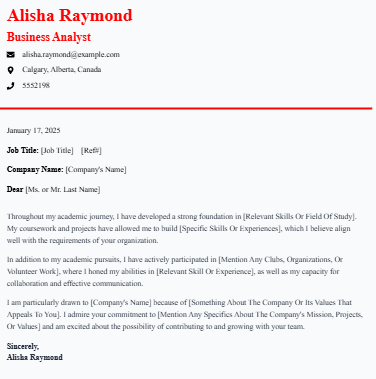 Alisha Raymond
Business Analyst
alisha.raymond@example.com
Calgary, Alberta, Canada
5552198
January 17, 2025
Job Title: [Job Title] [Ref#]
Company Name: [Company's Name]
Dear [Ms. or Mr. Last Name]
Throughout my academic journey, I have developed a strong foundation in [Relevant Skills Or Field Of Study].
My coursework and projects have allowed me to build [Specific Skills Or Experiences], which I believe align
well with the requirements of your organization.
In addition to my academic pursuits, I have actively participated in [Mention Any Clubs, Organizations, Or
Volunteer Work], where I honed my abilities in [Relevant Skill Or Experience], as well as my capacity for
collaboration and effective communication.
I am particularly drawn to [Company's Name] because of [Something About The Company Or Its Values That
Appeals To You]. I admire your commitment to [Mention Any Specifics About The Company's Mission, Projects,
Or Values] and am excited about the possibility of contributing to and growing with your team.
Sincerely,
Alisha Raymond